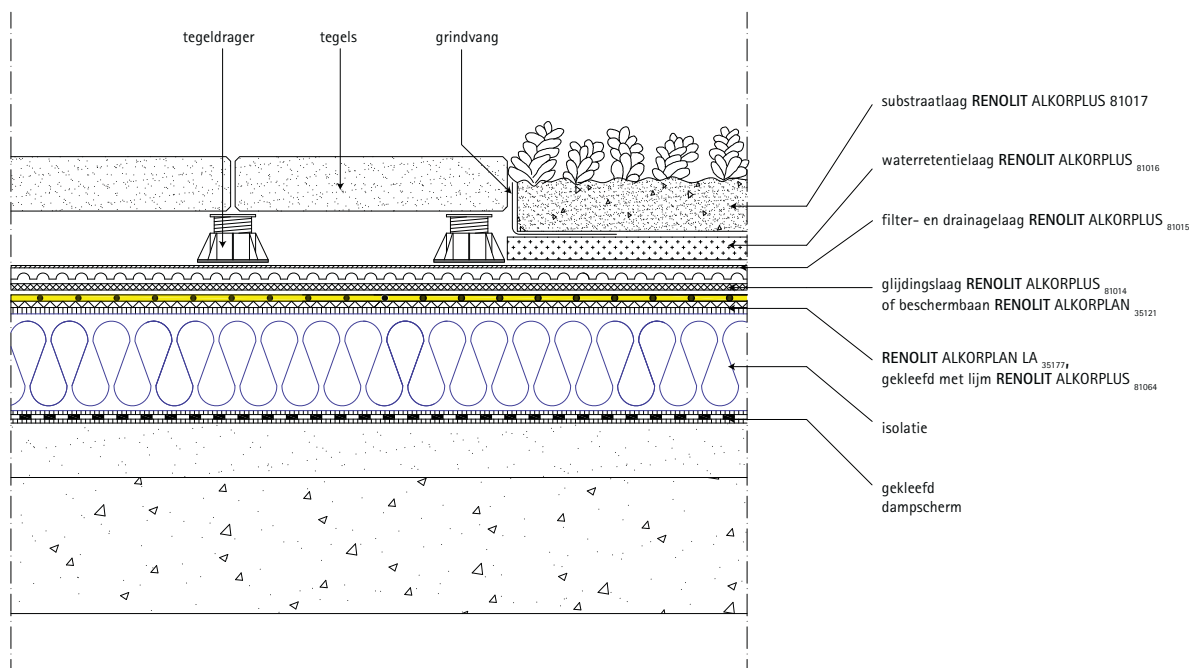 tegeldrager
tegels
grindvang
substraatlaag RENOLIT ALKORPLUS 81017
waterretentielaag RENOLIT ALKORPLUS 81016
filter- en drainagelaag RENOLIT ALKORPLUS 81015
glijdingslaag RENOLIT ALKORPLUS 81014
of beschermbaan RENOLIT ALKORPLAN 35121
RENOLIT ALKORPLAN LA 35177,
gekleefd met lijm RENOLIT ALKORPLUS 81064
isolatie
gekleefd
dampscherm